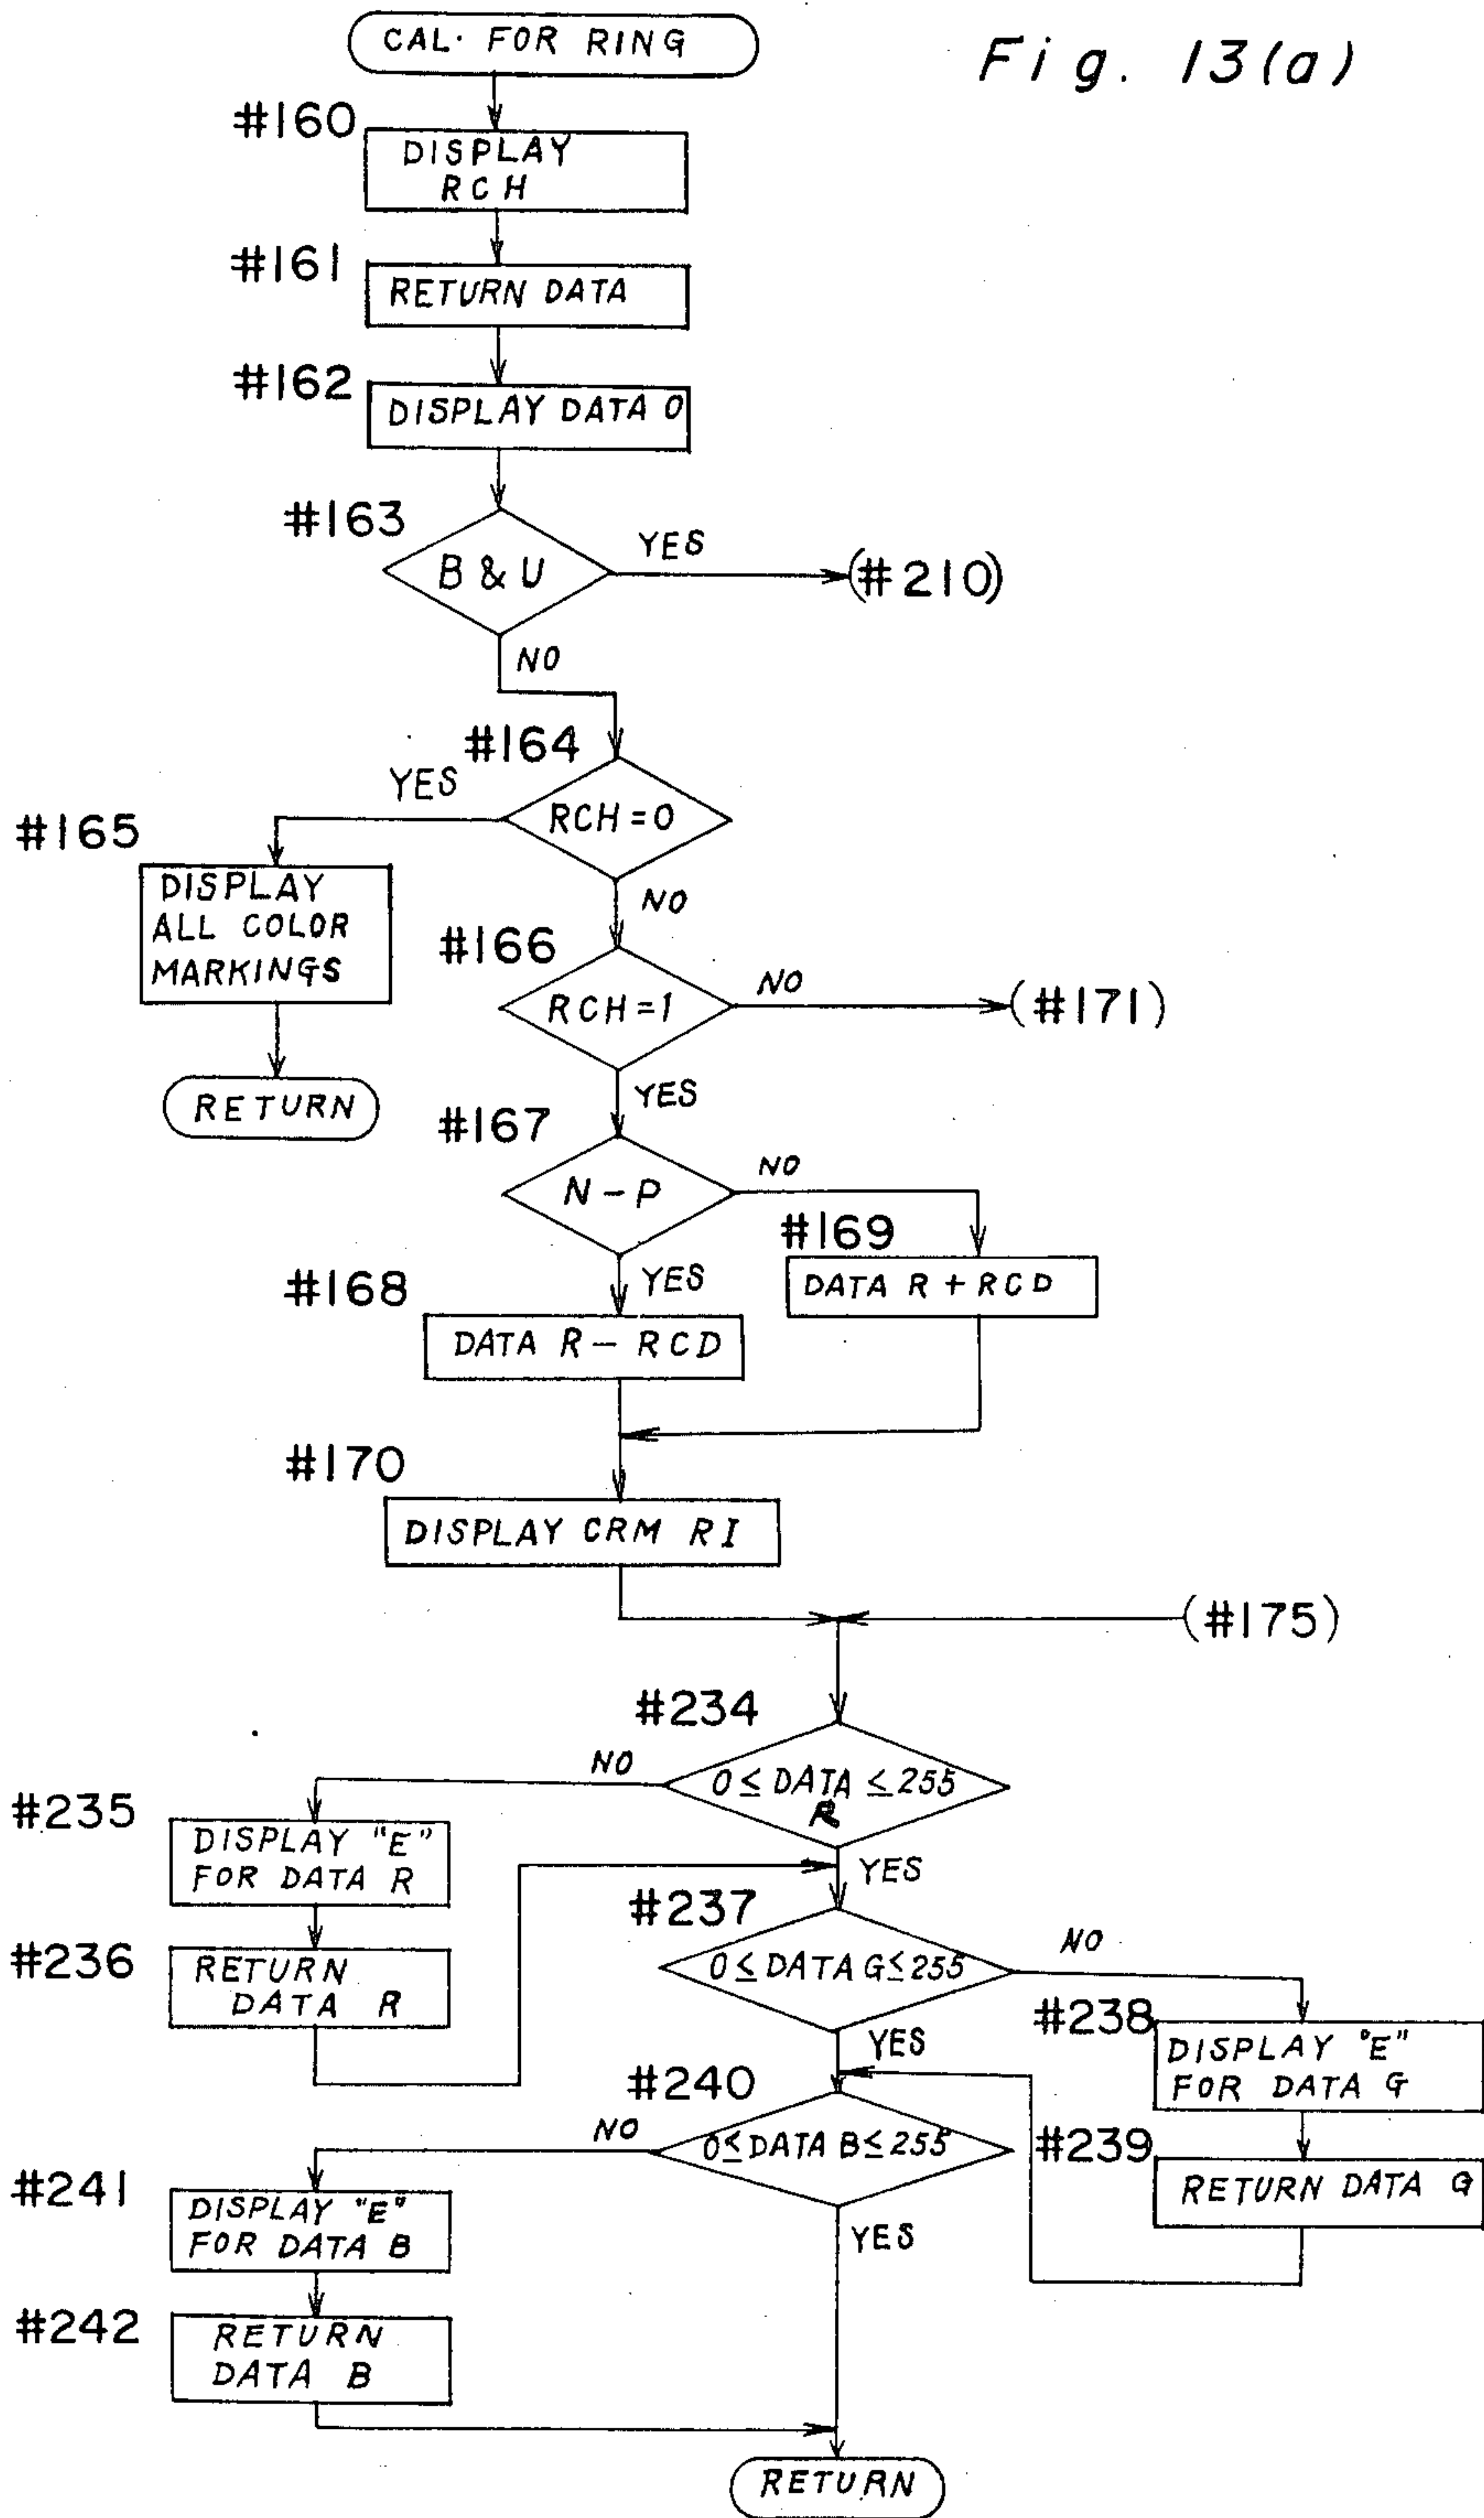 CAL. FOR RING
Fig. 13(a)
#160
DISPLAY
RCH
#161
RETURN DATA
#162
DISPLAY DATA 0
#163
B & U
YES
(#210)
NO
#164
YES
RCH=0
#165
DISPLAY
ALL COLOR
MARKINGS
NO
#166
RCH=1
NO
(#171)
RETURN
YES
#167
N-P
NO
#169
DATA R + RCD
#168
YES
DATA R - RCD
#170
DISPLAY CRM RI
(#175)
#234
NO
0 ≤ DATA ≤ 255
R
#235
DISPLAY "E"
FOR DATA R
YES
#237
#236
RETURN
DATA R
0 ≤ DATA G ≤ 255
NO
#238
DISPLAY "E"
FOR DATA G
YES
#240
NO
0 ≤ DATA B ≤ 255
#239
RETURN DATA G
#241
DISPLAY "E"
FOR DATA B
YES
#242
RETURN
DATA B
RETURN